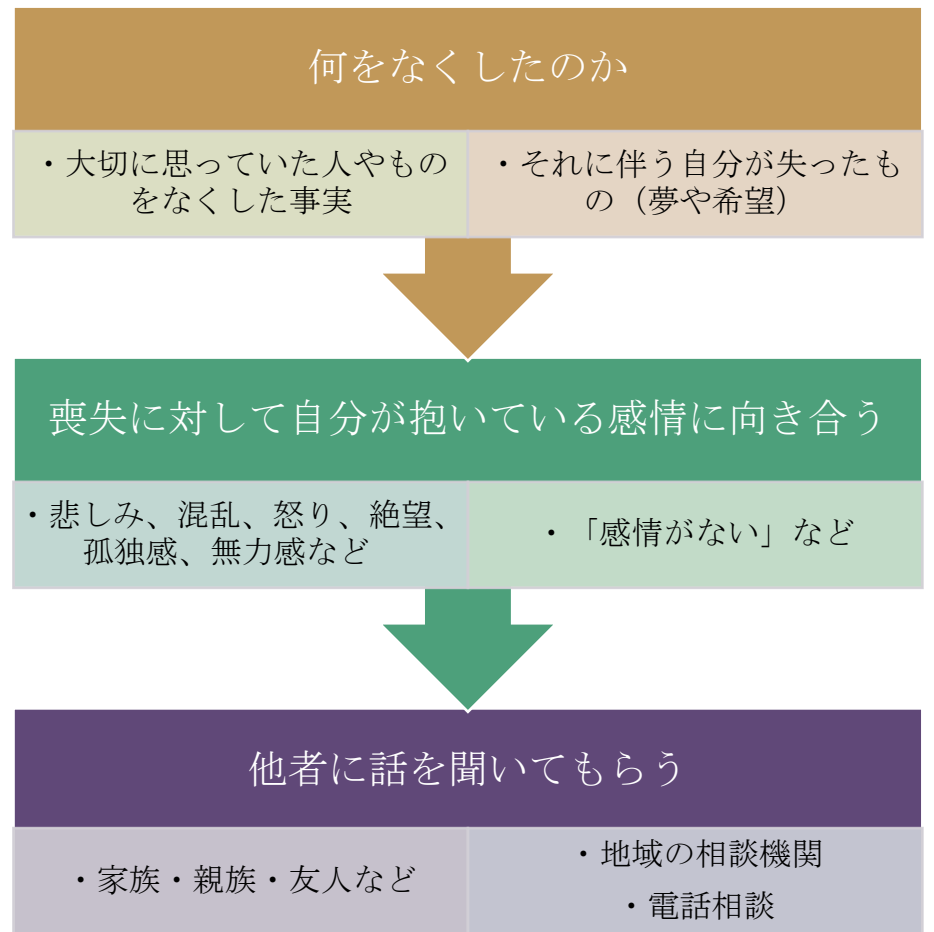 何をなくしたのか
・大切に思っていた人やもの
をなくした事実
・それに伴う自分が失ったも
の（夢や希望）
喪失に対して自分が抱いている感情に向き合う
・悲しみ、混乱、怒り、絶望、
孤独感、無力感など
・「感情がない」など
他者に話を聞いてもらう
・家族・親族・友人など
・地域の相談機関
・電話相談